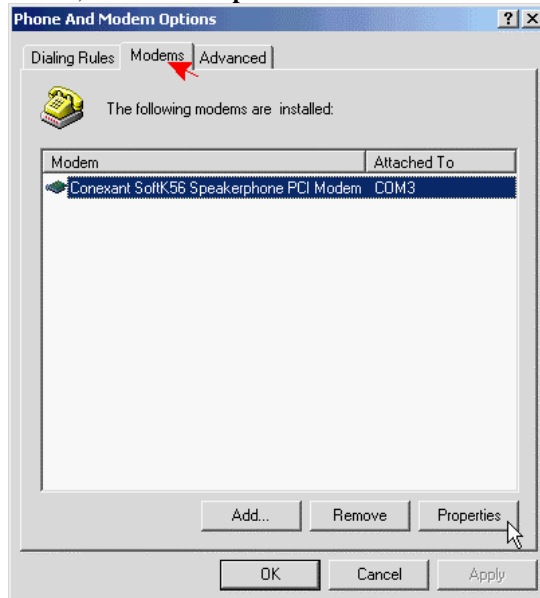 Phone And Modem Options
Dialing Rules Modems Advanced
The following modems are installed:
Modem Attached To
Conexant SoftK56 Speakerphone PCI Modem COM3
Add... Remove Properties
OK Cancel Apply